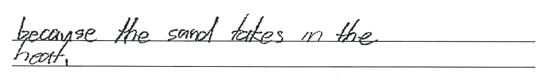 because the sand takes in the.
heat.